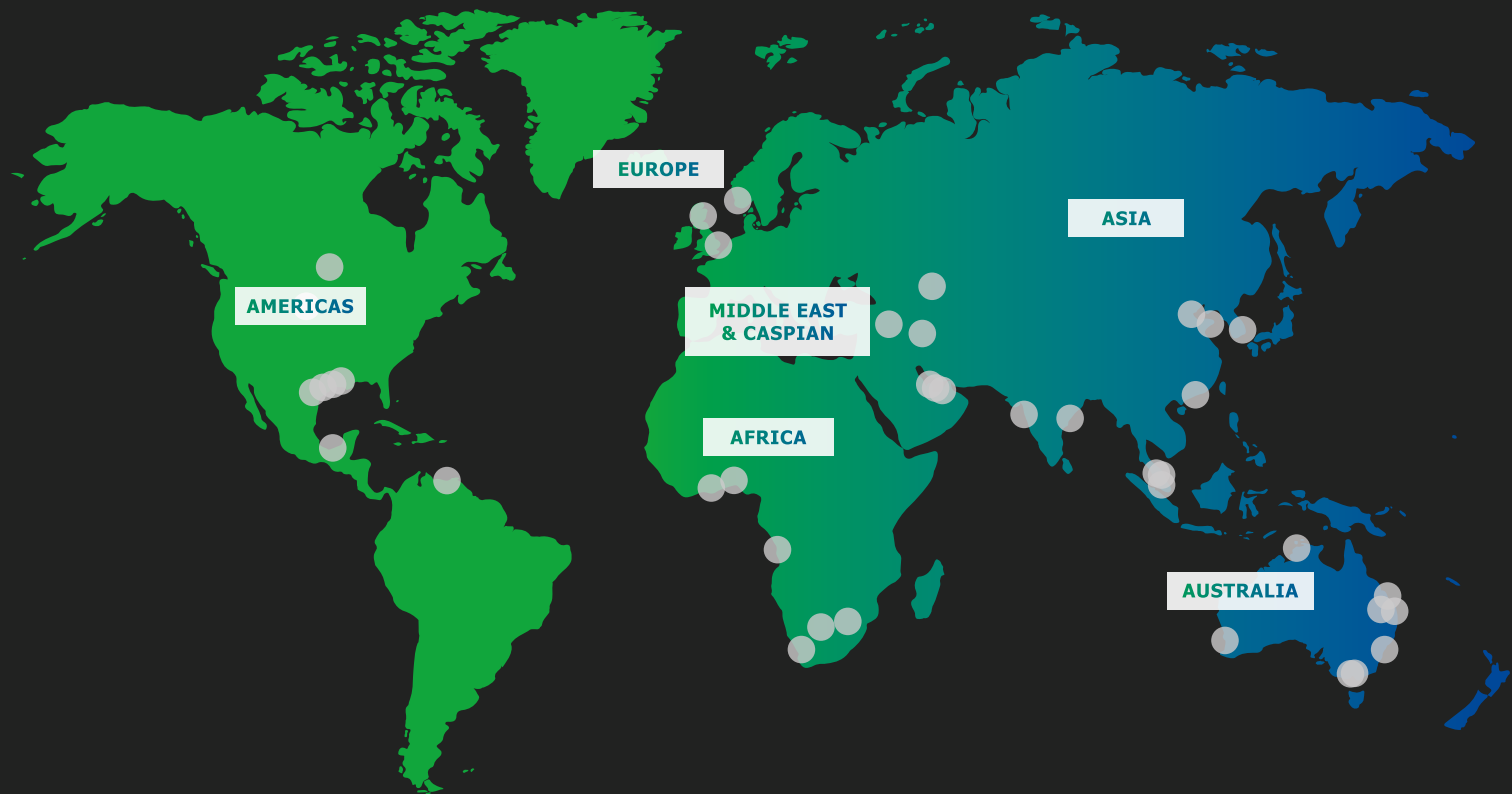 EUROPE
ASIA
AMERICAS
MIDDLE EAST
& CASPIAN
AFRICA
AUSTRALIA